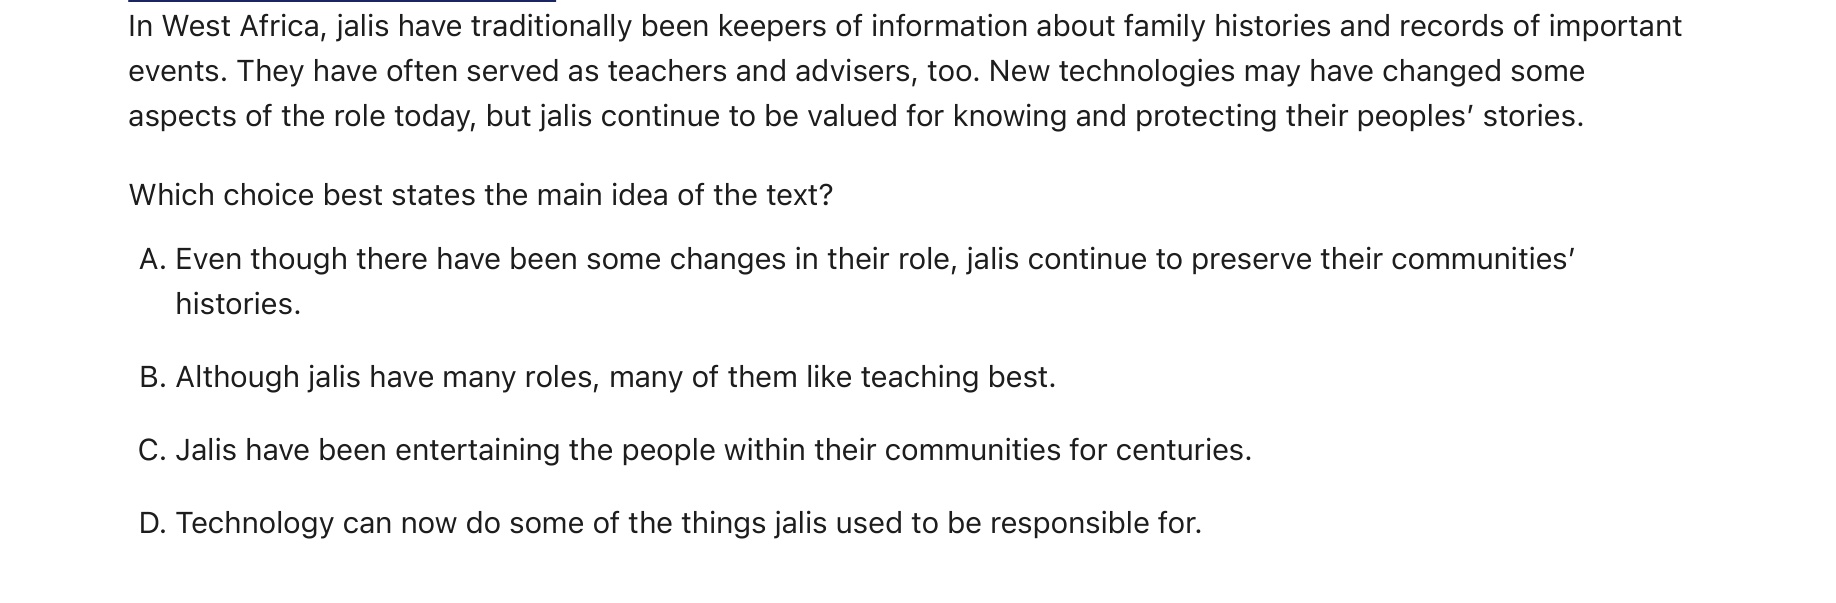 In West Africa, jalis have traditionally been keepers of information about family histories and records of important
events. They have often served as teachers and advisers, too. New technologies may have changed some
aspects of the role today, but jalis continue to be valued for knowing and protecting their peoples’ stories.
Which choice best states the main idea of the text?
A. Even though there have been some changes in their role, jalis continue to preserve their communities’
histories.
B. Although jalis have many roles, many of them like teaching best.
C. Jalis have been entertaining the people within their communities for centuries.
D. Technology can now do some of the things jalis used to be responsible for.